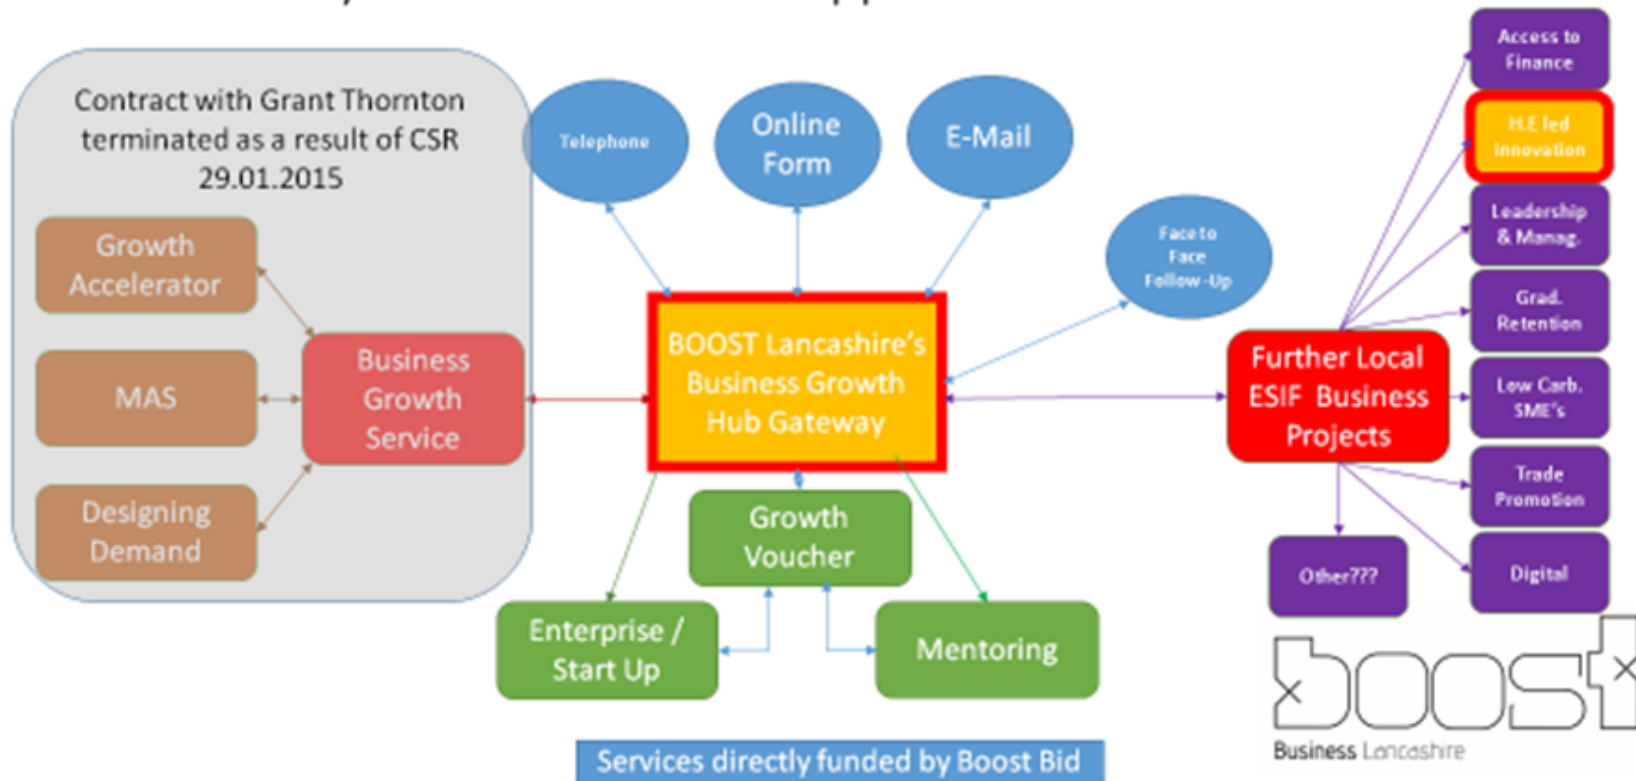 Contract with Grant Thornton
terminated as a result of CSR
29.01.2015
Growth
Accelerator
MAS
Designing
Demand
Business
Growth
Service
Telephone
Online
Form
E-Mail
Face to
Face
Follow-Up
BOOST Lancashire's
Business Growth
Hub Gateway
Growth
Voucher
Enterprise /
Start Up
Mentoring
Services directly funded by Boost Bid
Further Local
ESIF Business
Projects
Access to
Finance
H.E led
innovation
Leadership
& Manag.
Grad.
Retention
Low Carb.
SME's
Trade
Promotion
Digital
Other???
boost
Business Lancashire